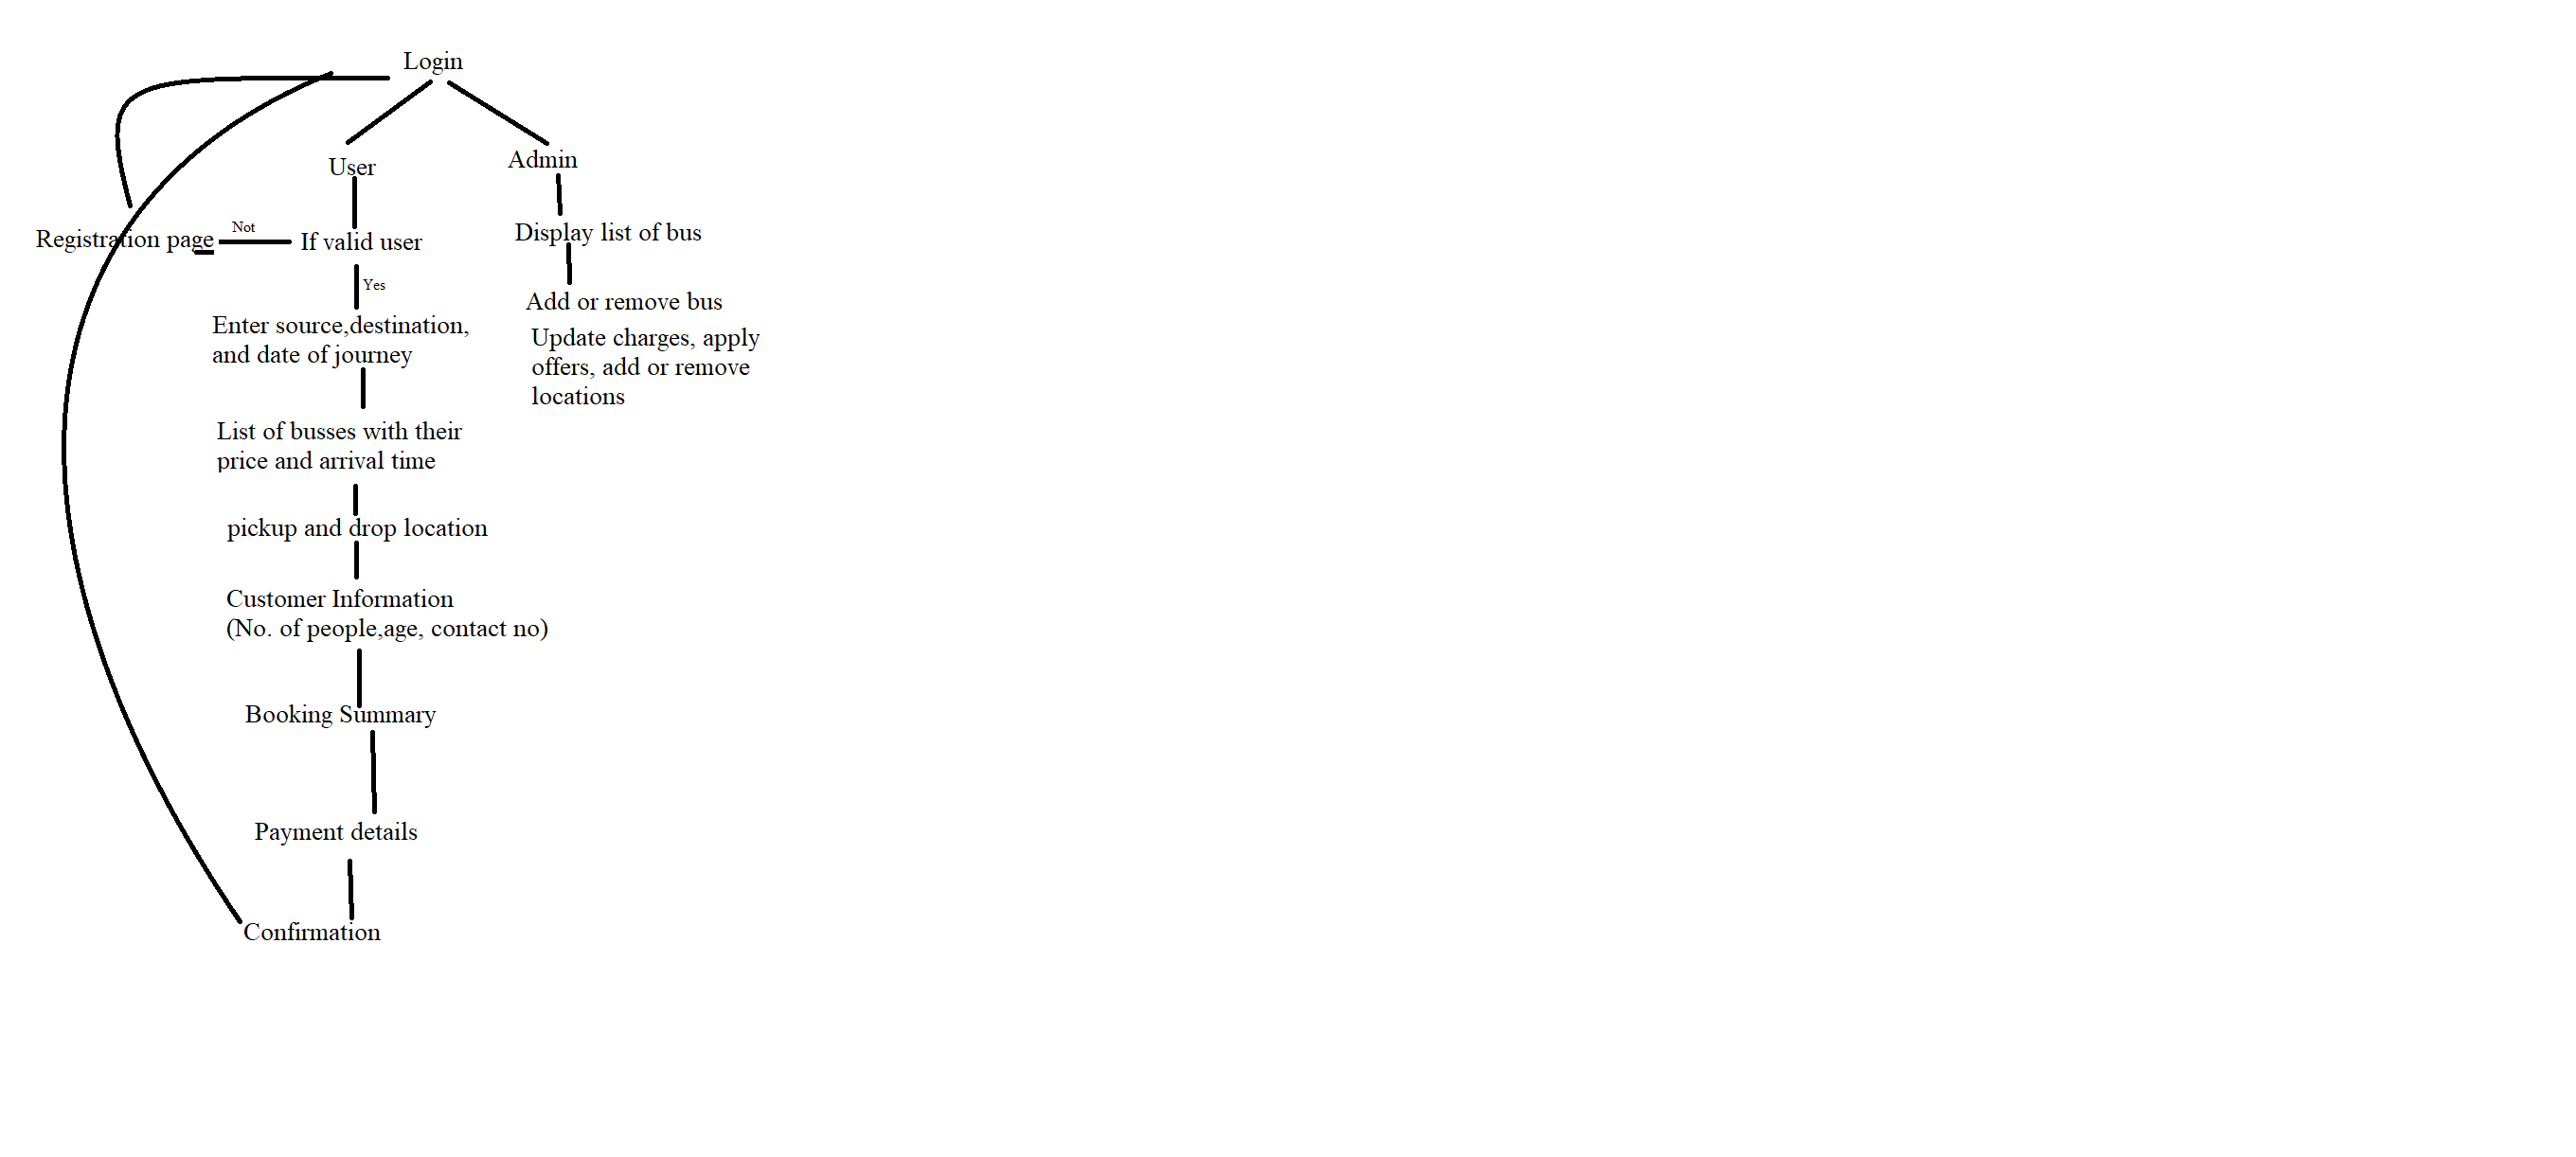 Login
User
Admin
Registration page
Not
If valid user
Display list of bus
Yes
Add or remove bus
Enter source,destination,
and date of journey
Update charges, apply
offers, add or remove
locations
List of busses with their
price and arrival time
pickup and drop location
Customer Information
(No. of people,age, contact no)
Booking Summary
Payment details
Confirmation